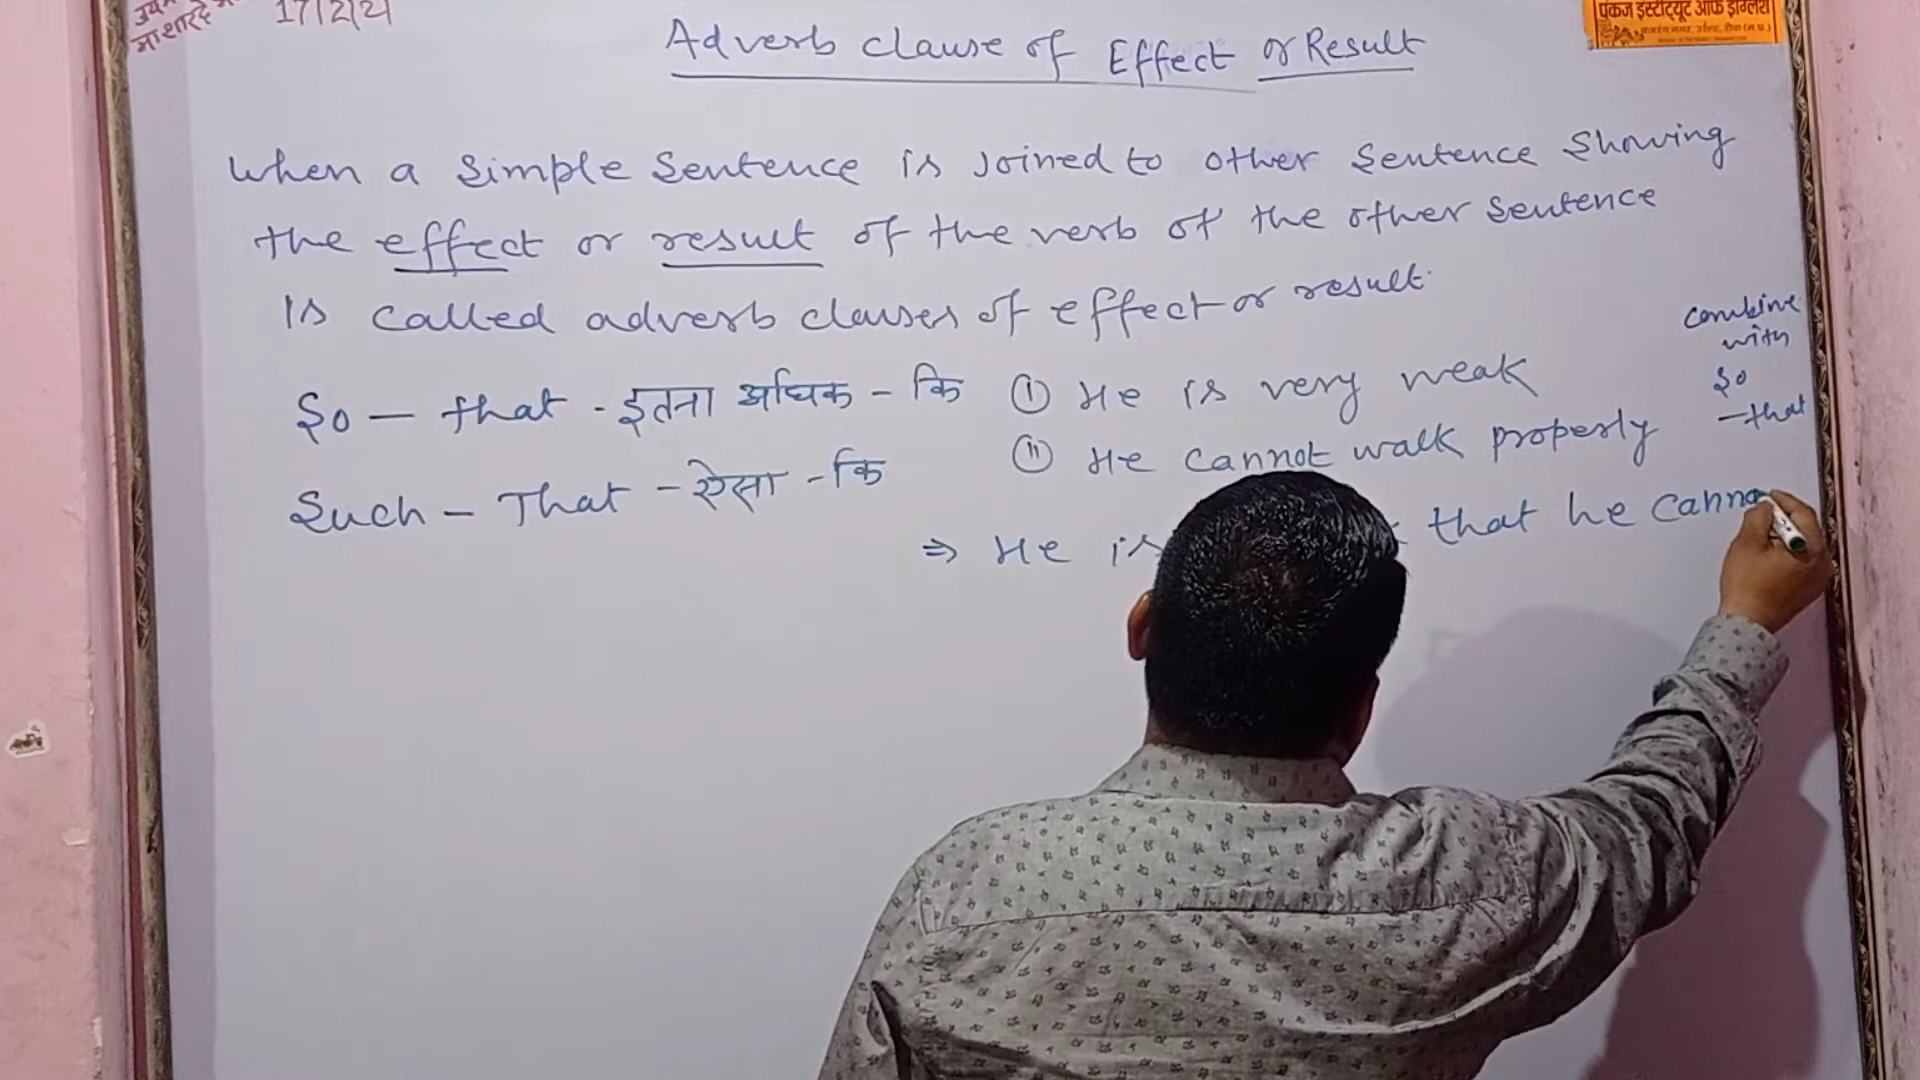 17/2/21
पंकज इंस्टीट्यूट ऑफ इंग्लिश
Adverb clause of Effect or Result
When a simple sentence is Joined to other sentence showing
the effect or result of the verb of the other sentence
is called adverb clauses of effect or result.
So — that - इतना अधिक - कि
Such - That - ऐसा - कि
(i) He is very weak
(ii) He cannot walk properly
combine
with
So
-that
⇒ He is that he canno